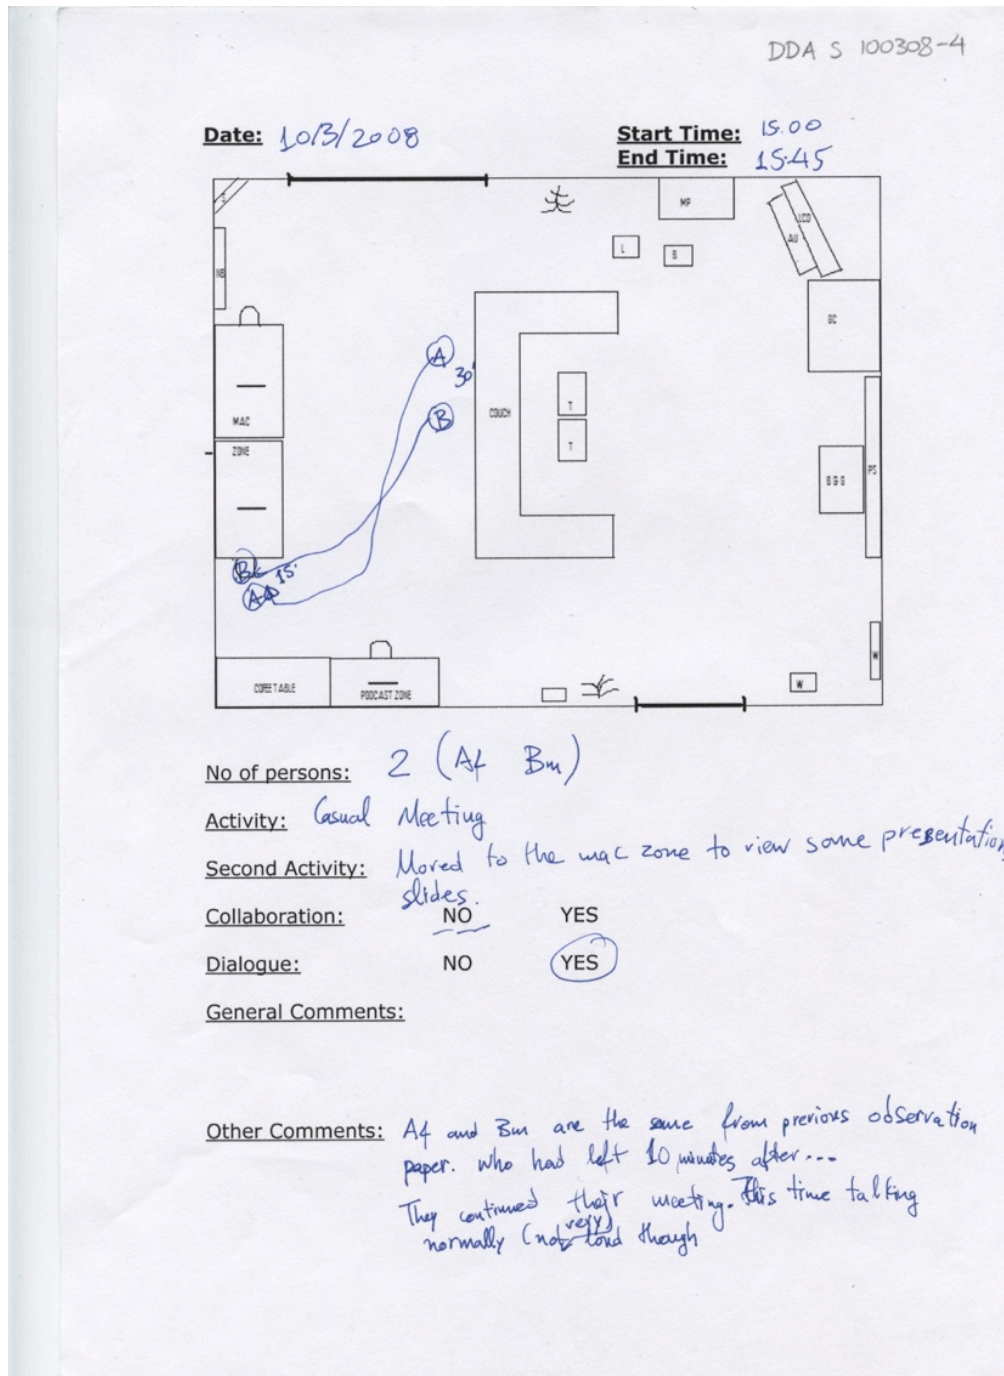 DDA S 100308-4
Date: 10/3/2008
Start Time: 15.00
End Time: 15.45
MP
LCD
AU
L
B
NB
BC
A
30'
MAC
B
COUCH
T
T
ZONE
BGG
PS
B
15'
A
W
W
COFEE TABLE
PODCAST ZONE
No of persons: 2 (Af Bm)
Activity: Casual Meeting
Second Activity: Moved to the mac zone to view some presentation
slides.
Collaboration: NO YES
Dialogue: NO YES
General Comments:
Other Comments: Af and Bm are the same from previous observation
paper. who had left 10 minutes after...
They continued their meeting. This time talking
normally (not very) loud though